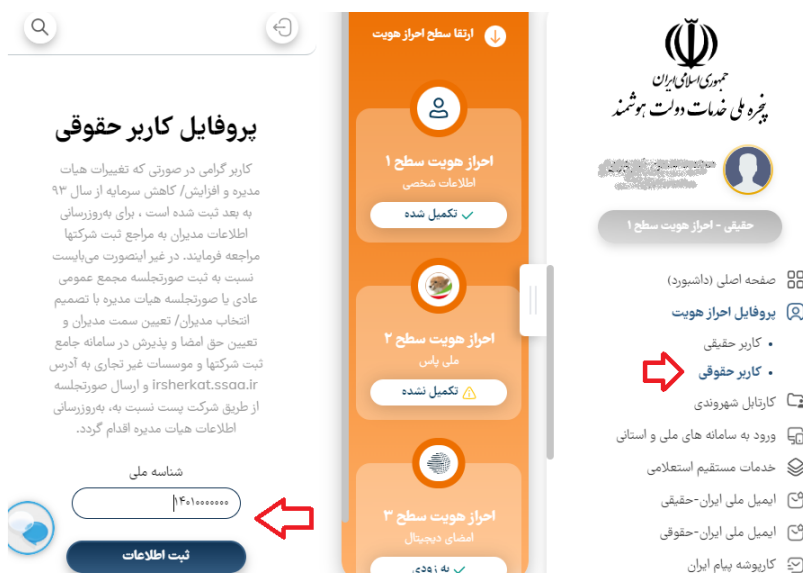 جمهوری اسلامی ایران
پنجره ملی خدمات دولت هوشمند
حقیقی - احراز هویت سطح ۱
صفحه اصلی (داشبورد)
پروفایل احراز هویت
کاربر حقیقی
کاربر حقوقی
کارتابل شهروندی
ورود به سامانه های ملی و استانی
خدمات مستقیم استعلامی
ایمیل ملی ایران-حقیقی
ایمیل ملی ایران-حقوقی
کارپوشه پیام ایران
ارتقا سطح احراز هویت
احراز هویت سطح ۱
اطلاعات شخصی
تکمیل شده
احراز هویت سطح ۲
ملی پاس
تکمیل نشده
احراز هویت سطح ۳
امضای دیجیتال
به زودی
پروفایل کاربر حقوقی
کاربر گرامی در صورتی که تغییرات هیات
مدیره و افزایش/ کاهش سرمایه از سال ۹۳
به بعد ثبت شده است ، برای به‌روزرسانی
اطلاعات مدیران به مراجع ثبت شرکتها
مراجعه فرمایند. در غیر اینصورت می‌بایست
نسبت به ثبت صورتجلسه مجمع عمومی
عادی یا صورتجلسه هیات مدیره با تصمیم
انتخاب مدیران/ تعیین سمت مدیران و
تعیین حق امضا و پذیرش در سامانه جامع
ثبت شرکتها و موسسات غیر تجاری به آدرس
irsherkat.ssaa.ir و ارسال صورتجلسه
از طریق شرکت پست نسبت به، به‌روزرسانی
اطلاعات هیات مدیره اقدام گردد.
شناسه ملی
۱۴۰۱۰۰۰۰۰۰۰
ثبت اطلاعات